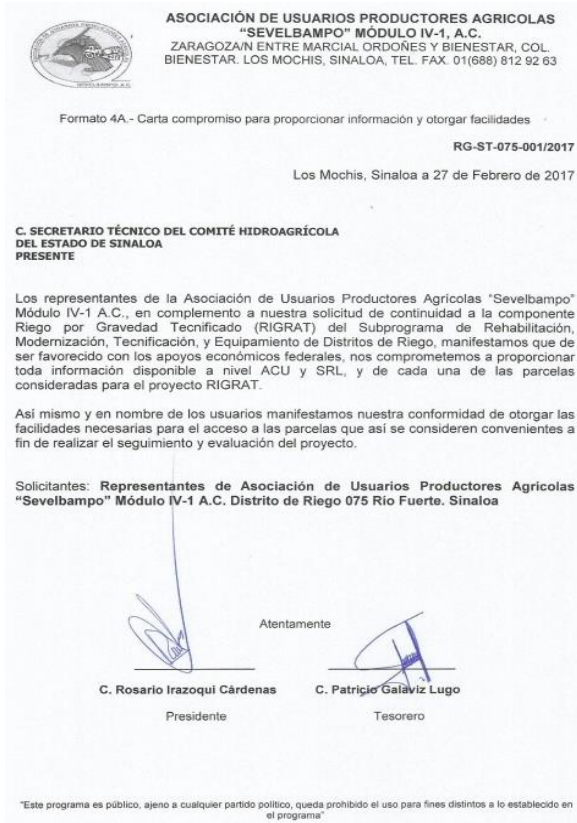 ASOCIACIÓN DE USUARIOS PRODUCTORES AGRICOLAS
“SEVELBAMPO” MÓDULO IV-1, A.C.
ZARAGOZA/N ENTRE MARCIAL ORDOÑES Y BIENESTAR, COL.
BIENESTAR. LOS MOCHIS, SINALOA, TEL. FAX. 01(688) 812 92 63
Formato 4A.- Carta compromiso para proporcionar información y otorgar facilidades
RG-ST-075-001/2017
Los Mochis, Sinaloa a 27 de Febrero de 2017
C. SECRETARIO TÉCNICO DEL COMITÉ HIDROAGRÍCOLA
DEL ESTADO DE SINALOA
PRESENTE
Los representantes de la Asociación de Usuarios Productores Agrícolas “Sevelbampo”
Módulo IV-1 A.C., en complemento a nuestra solicitud de continuidad a la componente
Riego por Gravedad Tecnificado (RIGRAT) del Subprograma de Rehabilitación,
Modernización, Tecnificación, y Equipamiento de Distritos de Riego, manifestamos que de
ser favorecido con los apoyos económicos federales, nos comprometemos a proporcionar
toda información disponible a nivel ACU y SRL, y de cada una de las parcelas
consideradas para el proyecto RIGRAT.
Así mismo y en nombre de los usuarios manifestamos nuestra conformidad de otorgar las
facilidades necesarias para el acceso a las parcelas que así se consideren convenientes a
fin de realizar el seguimiento y evaluación del proyecto.
Solicitantes: Representantes de Asociación de Usuarios Productores Agrícolas
“Sevelbampo” Módulo IV-1 A.C. Distrito de Riego 075 Río Fuerte. Sinaloa
Atentamente
C. Rosario Irazoqui Cárdenas
C. Patricio Galaviz Lugo
Presidente
Tesorero
“Este programa es público, ajeno a cualquier partido político, queda prohibido el uso para fines distintos a lo establecido en
el programa”